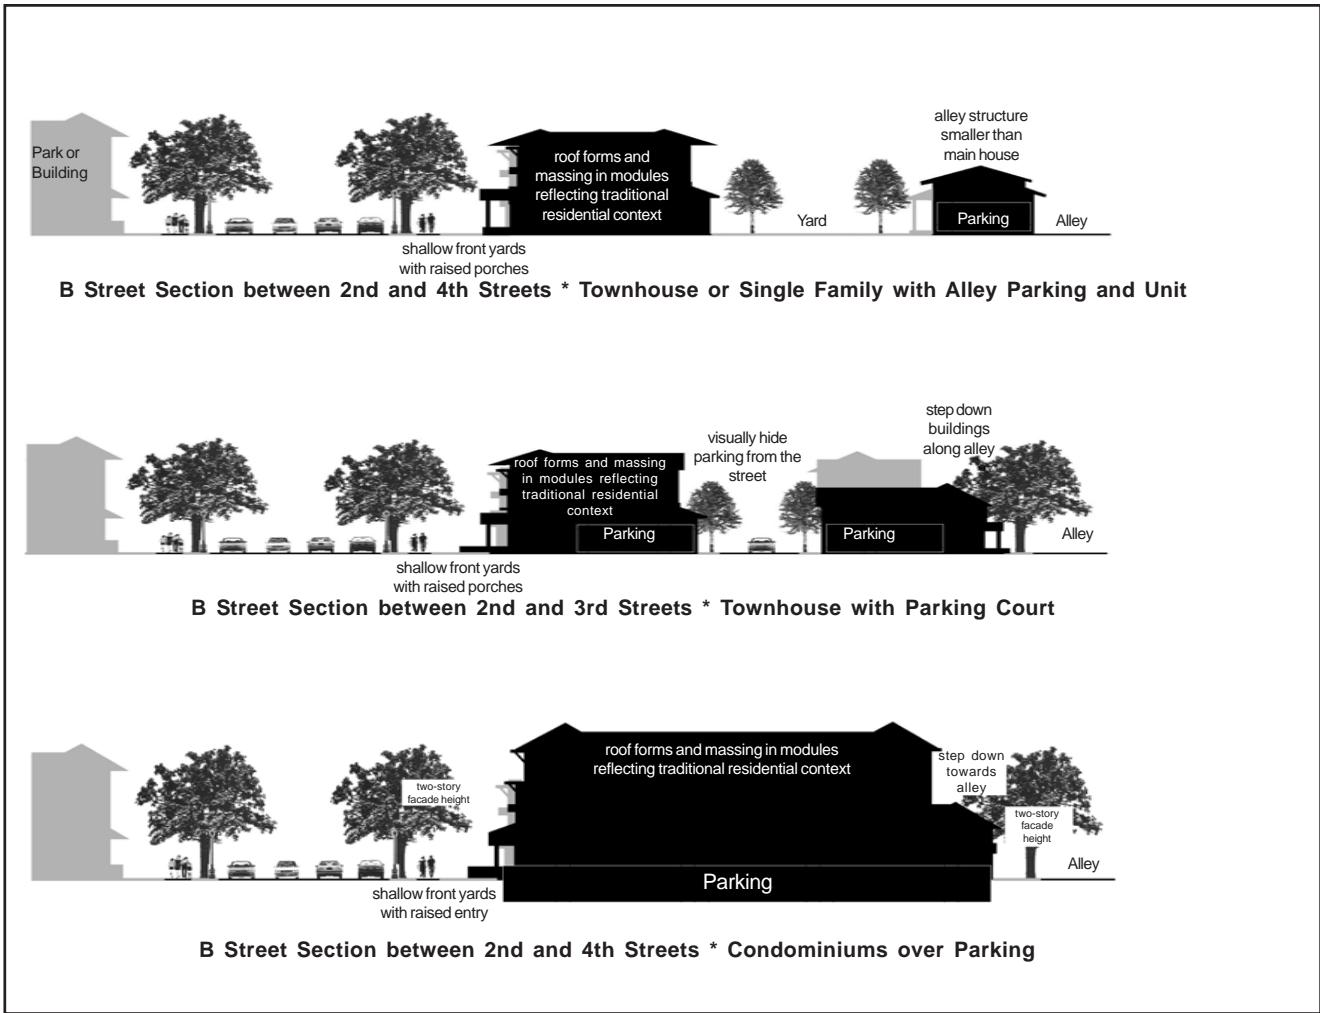 Park or
Building
roof forms and
massing in modules
reflecting traditional
residential context
alley structure
smaller than
main house
Parking
Yard
Alley
shallow front yards
with raised porches
B Street Section between 2nd and 4th Streets * Townhouse or Single Family with Alley Parking and Unit
roof forms and massing
in modules reflecting
traditional residential
context
Parking
visually hide
parking from the
street
step down
buildings
along alley
Parking
Alley
shallow front yards
with raised porches
B Street Section between 2nd and 3rd Streets * Townhouse with Parking Court
two-story
facade height
roof forms and massing in modules
reflecting traditional residential context
step down
towards
alley
two-story
facade
height
Alley
Parking
shallow front yards
with raised entry
B Street Section between 2nd and 4th Streets * Condominiums over Parking